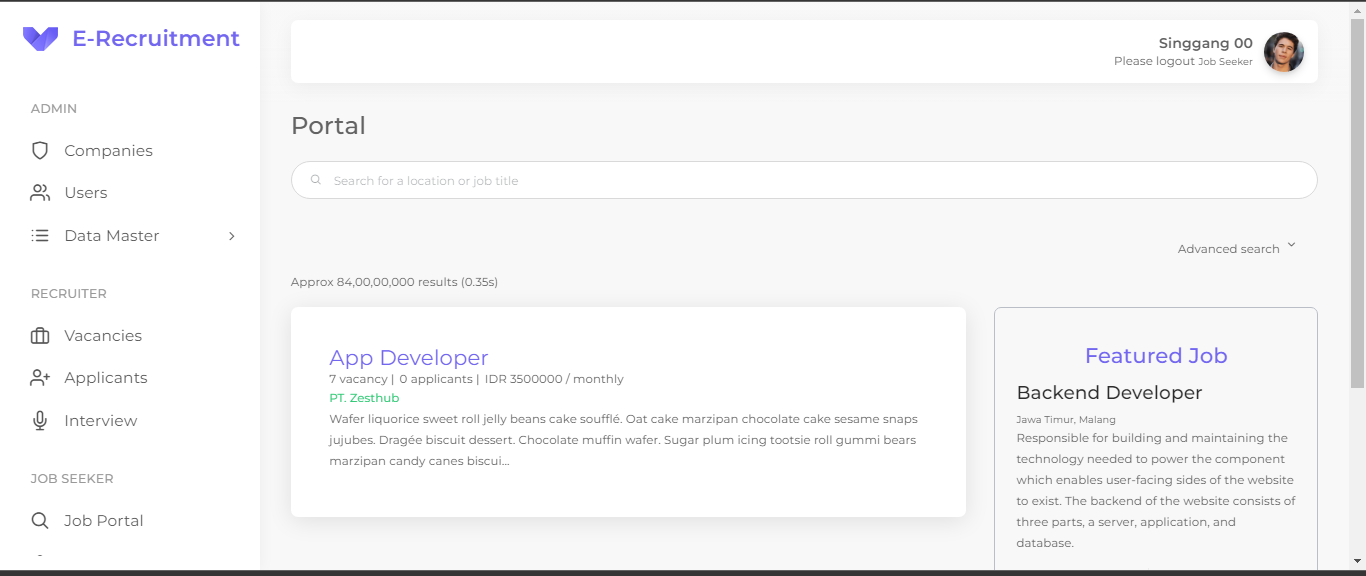 E-Recruitment
ADMIN
Companies
Users
Data Master
RECRUITER
Vacancies
Applicants
Interview
JOB SEEKER
Job Portal
Singgang 00
Please logout Job Seeker
Portal
Search for a location or job title
Advanced search
Approx 84,00,00,000 results (0.35s)
App Developer
7 vacancy | 0 applicants | IDR 3500000 / monthly
PT. Zesthub
Wafer liquorice sweet roll jelly beans cake soufflé. Oat cake marzipan chocolate cake sesame snaps
jujubes. Dragée biscuit dessert. Chocolate muffin wafer. Sugar plum icing tootsie roll gummi bears
marzipan candy canes biscui...
Featured Job
Backend Developer
Jawa Timur, Malang
Responsible for building and maintaining the
technology needed to power the component
which enables user-facing sides of the website
to exist. The backend of the website consists of
three parts, a server, application, and
database.